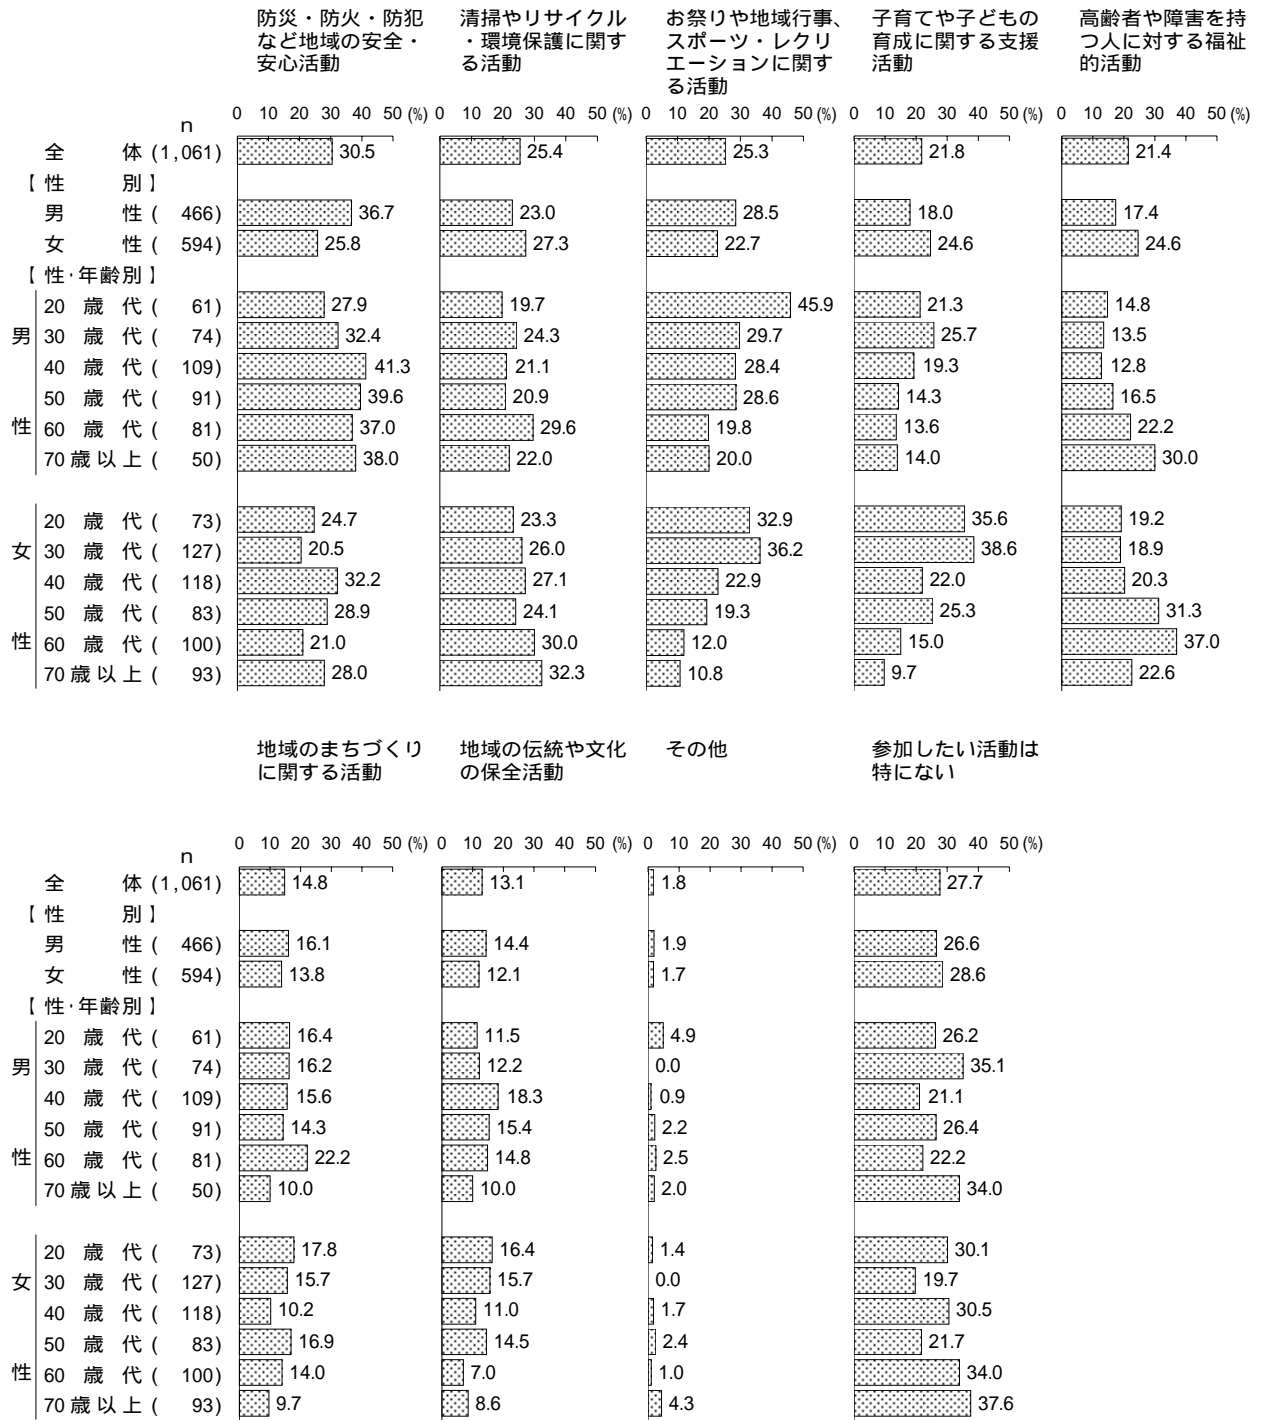 防災・防火・防犯
など地域の安全・
安心活動
清掃やリサイクル
・環境保護に関す
る活動
お祭りや地域行事、
スポーツ・レクリ
エーションに関す
る活動
子育てや子どもの
育成に関する支援
活動
高齢者や障害を持
つ人に対する福祉
的活動
0 10 20 30 40 50 (%) 0 10 20 30 40 50 (%) 0 10 20 30 40 50 (%) 0 10 20 30 40 50 (%) 0 10 20 30 40 50 (%)
n
全 体 (1,061) 30.5 25.4 25.3 21.8 21.4
【 性 別 】
男 性 ( 466) 36.7 23.0 28.5 18.0 17.4
女 性 ( 594) 25.8 27.3 22.7 24.6 24.6
【 性・年齢別 】
20 歳 代 ( 61) 27.9 19.7 45.9 21.3 14.8
男 30 歳 代 ( 74) 32.4 24.3 29.7 25.7 13.5
40 歳 代 ( 109) 41.3 21.1 28.4 19.3 12.8
50 歳 代 ( 91) 39.6 20.9 28.6 14.3 16.5
性 60 歳 代 ( 81) 37.0 29.6 19.8 13.6 22.2
70 歳 以 上 ( 50) 38.0 22.0 20.0 14.0 30.0
20 歳 代 ( 73) 24.7 23.3 32.9 35.6 19.2
女 30 歳 代 ( 127) 20.5 26.0 36.2 38.6 18.9
40 歳 代 ( 118) 32.2 27.1 22.9 22.0 20.3
50 歳 代 ( 83) 28.9 24.1 19.3 25.3 31.3
性 60 歳 代 ( 100) 21.0 30.0 12.0 15.0 37.0
70 歳 以 上 ( 93) 28.0 32.3 10.8 9.7 22.6
地域のまちづくり
に関する活動
地域の伝統や文化
の保全活動
その他
参加したい活動は
特にない
0 10 20 30 40 50 (%) 0 10 20 30 40 50 (%) 0 10 20 30 40 50 (%) 0 10 20 30 40 50 (%)
n
全 体 (1,061) 14.8 13.1 1.8 27.7
【 性 別 】
男 性 ( 466) 16.1 14.4 1.9 26.6
女 性 ( 594) 13.8 12.1 1.7 28.6
【 性・年齢別 】
20 歳 代 ( 61) 16.4 11.5 4.9 26.2
男 30 歳 代 ( 74) 16.2 12.2 0.0 35.1
40 歳 代 ( 109) 15.6 18.3 0.9 21.1
50 歳 代 ( 91) 14.3 15.4 2.2 26.4
性 60 歳 代 ( 81) 22.2 14.8 2.5 22.2
70 歳 以 上 ( 50) 10.0 10.0 2.0 34.0
20 歳 代 ( 73) 17.8 16.4 1.4 30.1
女 30 歳 代 ( 127) 15.7 15.7 0.0 19.7
40 歳 代 ( 118) 10.2 11.0 1.7 30.5
50 歳 代 ( 83) 16.9 14.5 2.4 21.7
性 60 歳 代 ( 100) 14.0 7.0 1.0 34.0
70 歳 以 上 ( 93) 9.7 8.6 4.3 37.6